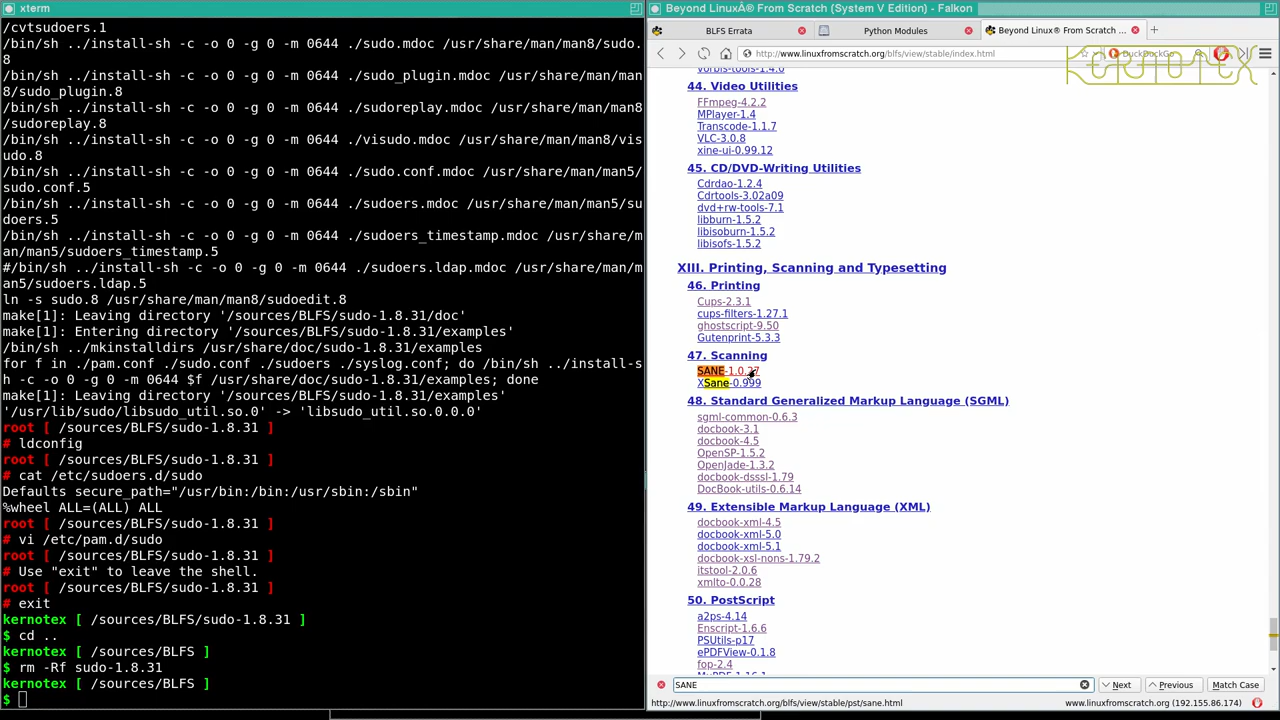 xterm
/cvtsudoers.1
/bin/sh ../install-sh -c -o 0 -g 0 -m 0644 ./sudo.mdoc /usr/share/man/man8/sudo.
8
/bin/sh ../install-sh -c -o 0 -g 0 -m 0644 ./sudo_plugin.mdoc /usr/share/man/man
8/sudo_plugin.8
/bin/sh ../install-sh -c -o 0 -g 0 -m 0644 ./sudoreplay.mdoc /usr/share/man/man8
/sudoreplay.8
/bin/sh ../install-sh -c -o 0 -g 0 -m 0644 ./visudo.mdoc /usr/share/man/man8/vis
udo.8
/bin/sh ../install-sh -c -o 0 -g 0 -m 0644 ./sudo.conf.mdoc /usr/share/man/man5/
sudo.conf.5
/bin/sh ../install-sh -c -o 0 -g 0 -m 0644 ./sudoers.mdoc /usr/share/man/man5/su
doers.5
/bin/sh ../install-sh -c -o 0 -g 0 -m 0644 ./sudoers_timestamp.mdoc /usr/share/m
an/man5/sudoers_timestamp.5
#/bin/sh ../install-sh -c -o 0 -g 0 -m 0644 ./sudoers.ldap.mdoc /usr/share/man/m
an5/sudoers.ldap.5
ln -s sudo.8 /usr/share/man/man8/sudoedit.8
make[1]: Leaving directory '/sources/BLFS/sudo-1.8.31/doc'
make[1]: Entering directory '/sources/BLFS/sudo-1.8.31/examples'
/bin/sh ../mkinstalldirs /usr/share/doc/sudo-1.8.31/examples
for f in ./pam.conf ./sudo.conf ./sudoers ./syslog.conf; do /bin/sh ../install-s
h -c -o 0 -g 0 -m 0644 $f /usr/share/doc/sudo-1.8.31/examples; done
make[1]: Leaving directory '/sources/BLFS/sudo-1.8.31/examples'
'/usr/lib/sudo/libsudo_util.so.0' -> 'libsudo_util.so.0.0.0'
root [ /sources/BLFS/sudo-1.8.31 ]
# ldconfig
root [ /sources/BLFS/sudo-1.8.31 ]
# cat /etc/sudoers.d/sudo
Defaults secure_path="/usr/bin:/bin:/usr/sbin:/sbin"
%wheel ALL=(ALL) ALL
root [ /sources/BLFS/sudo-1.8.31 ]
# vi /etc/pam.d/sudo
root [ /sources/BLFS/sudo-1.8.31 ]
# Use "exit" to leave the shell.
root [ /sources/BLFS/sudo-1.8.31 ]
# exit
kernotex [ /sources/BLFS/sudo-1.8.31 ]
$ cd ..
kernotex [ /sources/BLFS ]
$ rm -Rf sudo-1.8.31
kernotex [ /sources/BLFS ]
$
Beyond LinuxÂ® From Scratch (System V Edition) - Falkon
BLFS Errata
Python Modules
Beyond Linux® From Scratch ...
http://www.linuxfromscratch.org/blfs/view/stable/index.html
DuckDuckGo
KERNOTEX
vorbis-tools-1.4.0
44. Video Utilities
FFmpeg-4.2.2
MPlayer-1.4
Transcode-1.1.7
VLC-3.0.8
xine-ui-0.99.12
45. CD/DVD-Writing Utilities
Cdrdao-1.2.4
Cdrtools-3.02a09
dvd+rw-tools-7.1
libburn-1.5.2
libisoburn-1.5.2
libisofs-1.5.2
XIII. Printing, Scanning and Typesetting
46. Printing
Cups-2.3.1
cups-filters-1.27.1
ghostscript-9.50
Gutenprint-5.3.3
47. Scanning
SANE-1.0.27
XSane-0.999
48. Standard Generalized Markup Language (SGML)
sgml-common-0.6.3
docbook-3.1
docbook-4.5
OpenSP-1.5.2
OpenJade-1.3.2
docbook-dsssl-1.79
DocBook-utils-0.6.14
49. Extensible Markup Language (XML)
docbook-xml-4.5
docbook-xml-5.0
docbook-xml-5.1
docbook-xsl-nons-1.79.2
itstool-2.0.6
xmlto-0.0.28
50. PostScript
a2ps-4.14
Enscript-1.6.6
PSUtils-p17
ePDFView-0.1.8
fop-2.4
MuPDF-1.16.1
SANE
Next
Previous
Match Case
http://www.linuxfromscratch.org/blfs/view/stable/pst/sane.html
www.linuxfromscratch.org (192.155.86.174)